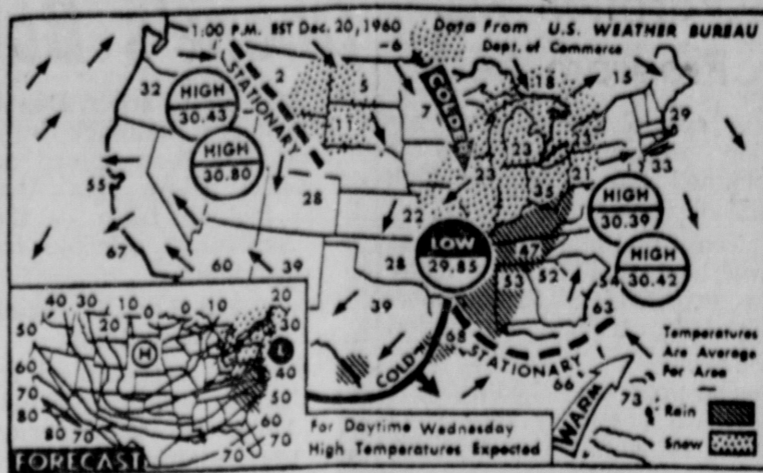 1:00 P.M. EST Dec. 20, 1960 Data From U.S. WEATHER BUREAU
Dept. of Commerce
-6
STATIONARY
COLD
32
2
5
7
18
15
HIGH
30.43
11
29
23
23
21
33
HIGH
30.80
55
28
22
35
HIGH
30.39
67
60
39
28
LOW
29.85
47
52
53
54
HIGH
30.42
39
63
68
COLD
STATIONARY
66
73
WARM
Temperatures
Are Average
For Area
Rain
Snow
40 30 10 0 0 10 20
50 20 30
60
70
80
80 70
H
L
40
50
60
70
70
For Daytime Wednesday
High Temperatures Expected
FORECAST